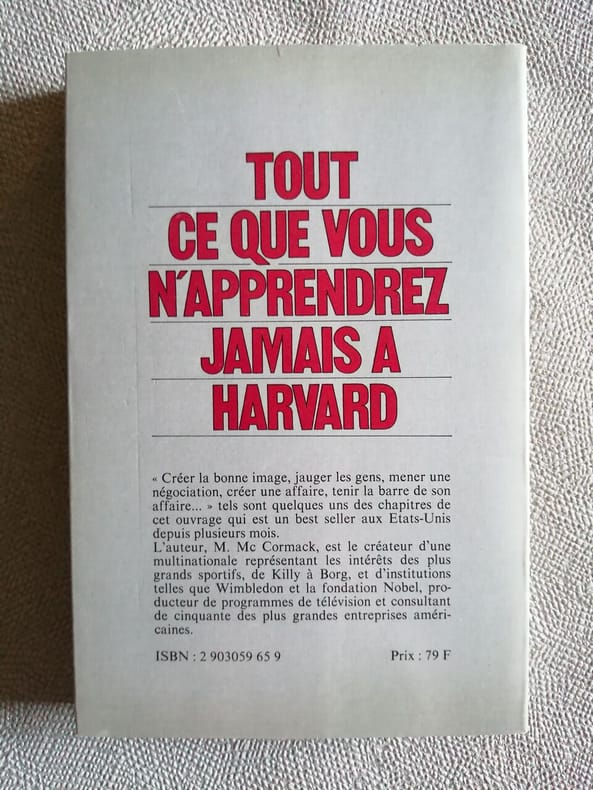 TOUT
CE QUE VOUS
N'APPRENDREZ
JAMAIS A
HARVARD
« Créer la bonne image, jauger les gens, mener une
négociation, créer une affaire, tenir la barre de son
affaire... » tels sont quelques uns des chapitres de
cet ouvrage qui est un best seller aux Etats-Unis
depuis plusieurs mois.
L'auteur, M. Mc Cormack, est le créateur d'une
multinationale représentant les intérêts des plus
grands sportifs, de Killy à Borg, et d'institutions
telles que Wimbledon et la fondation Nobel, pro-
ducteur de programmes de télévision et consultant
de cinquante des plus grandes entreprises améri-
caines.
ISBN : 2 903059 65 9 Prix : 79 F